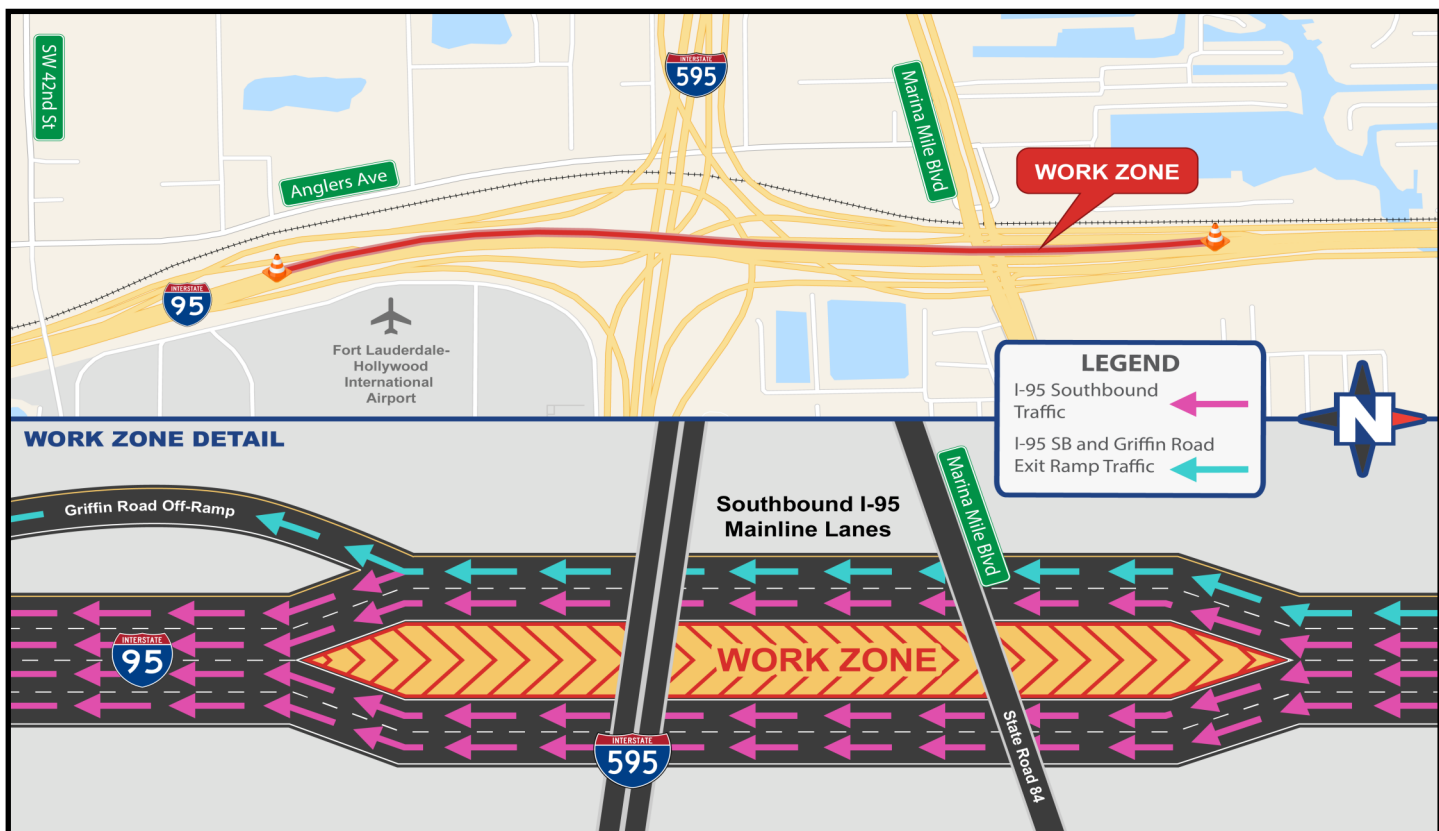 SW 42nd St
INTERSTATE
595
Marina Mile Blvd
WORK ZONE
Anglers Ave
INTERSTATE
95
Fort Lauderdale-
Hollywood
International
Airport
LEGEND
I-95 Southbound
Traffic
I-95 SB and Griffin Road
Exit Ramp Traffic
N
WORK ZONE DETAIL
Griffin Road Off-Ramp
Southbound I-95
Mainline Lanes
Marina Mile Blvd
INTERSTATE
95
WORK ZONE
INTERSTATE
595
State Road 84